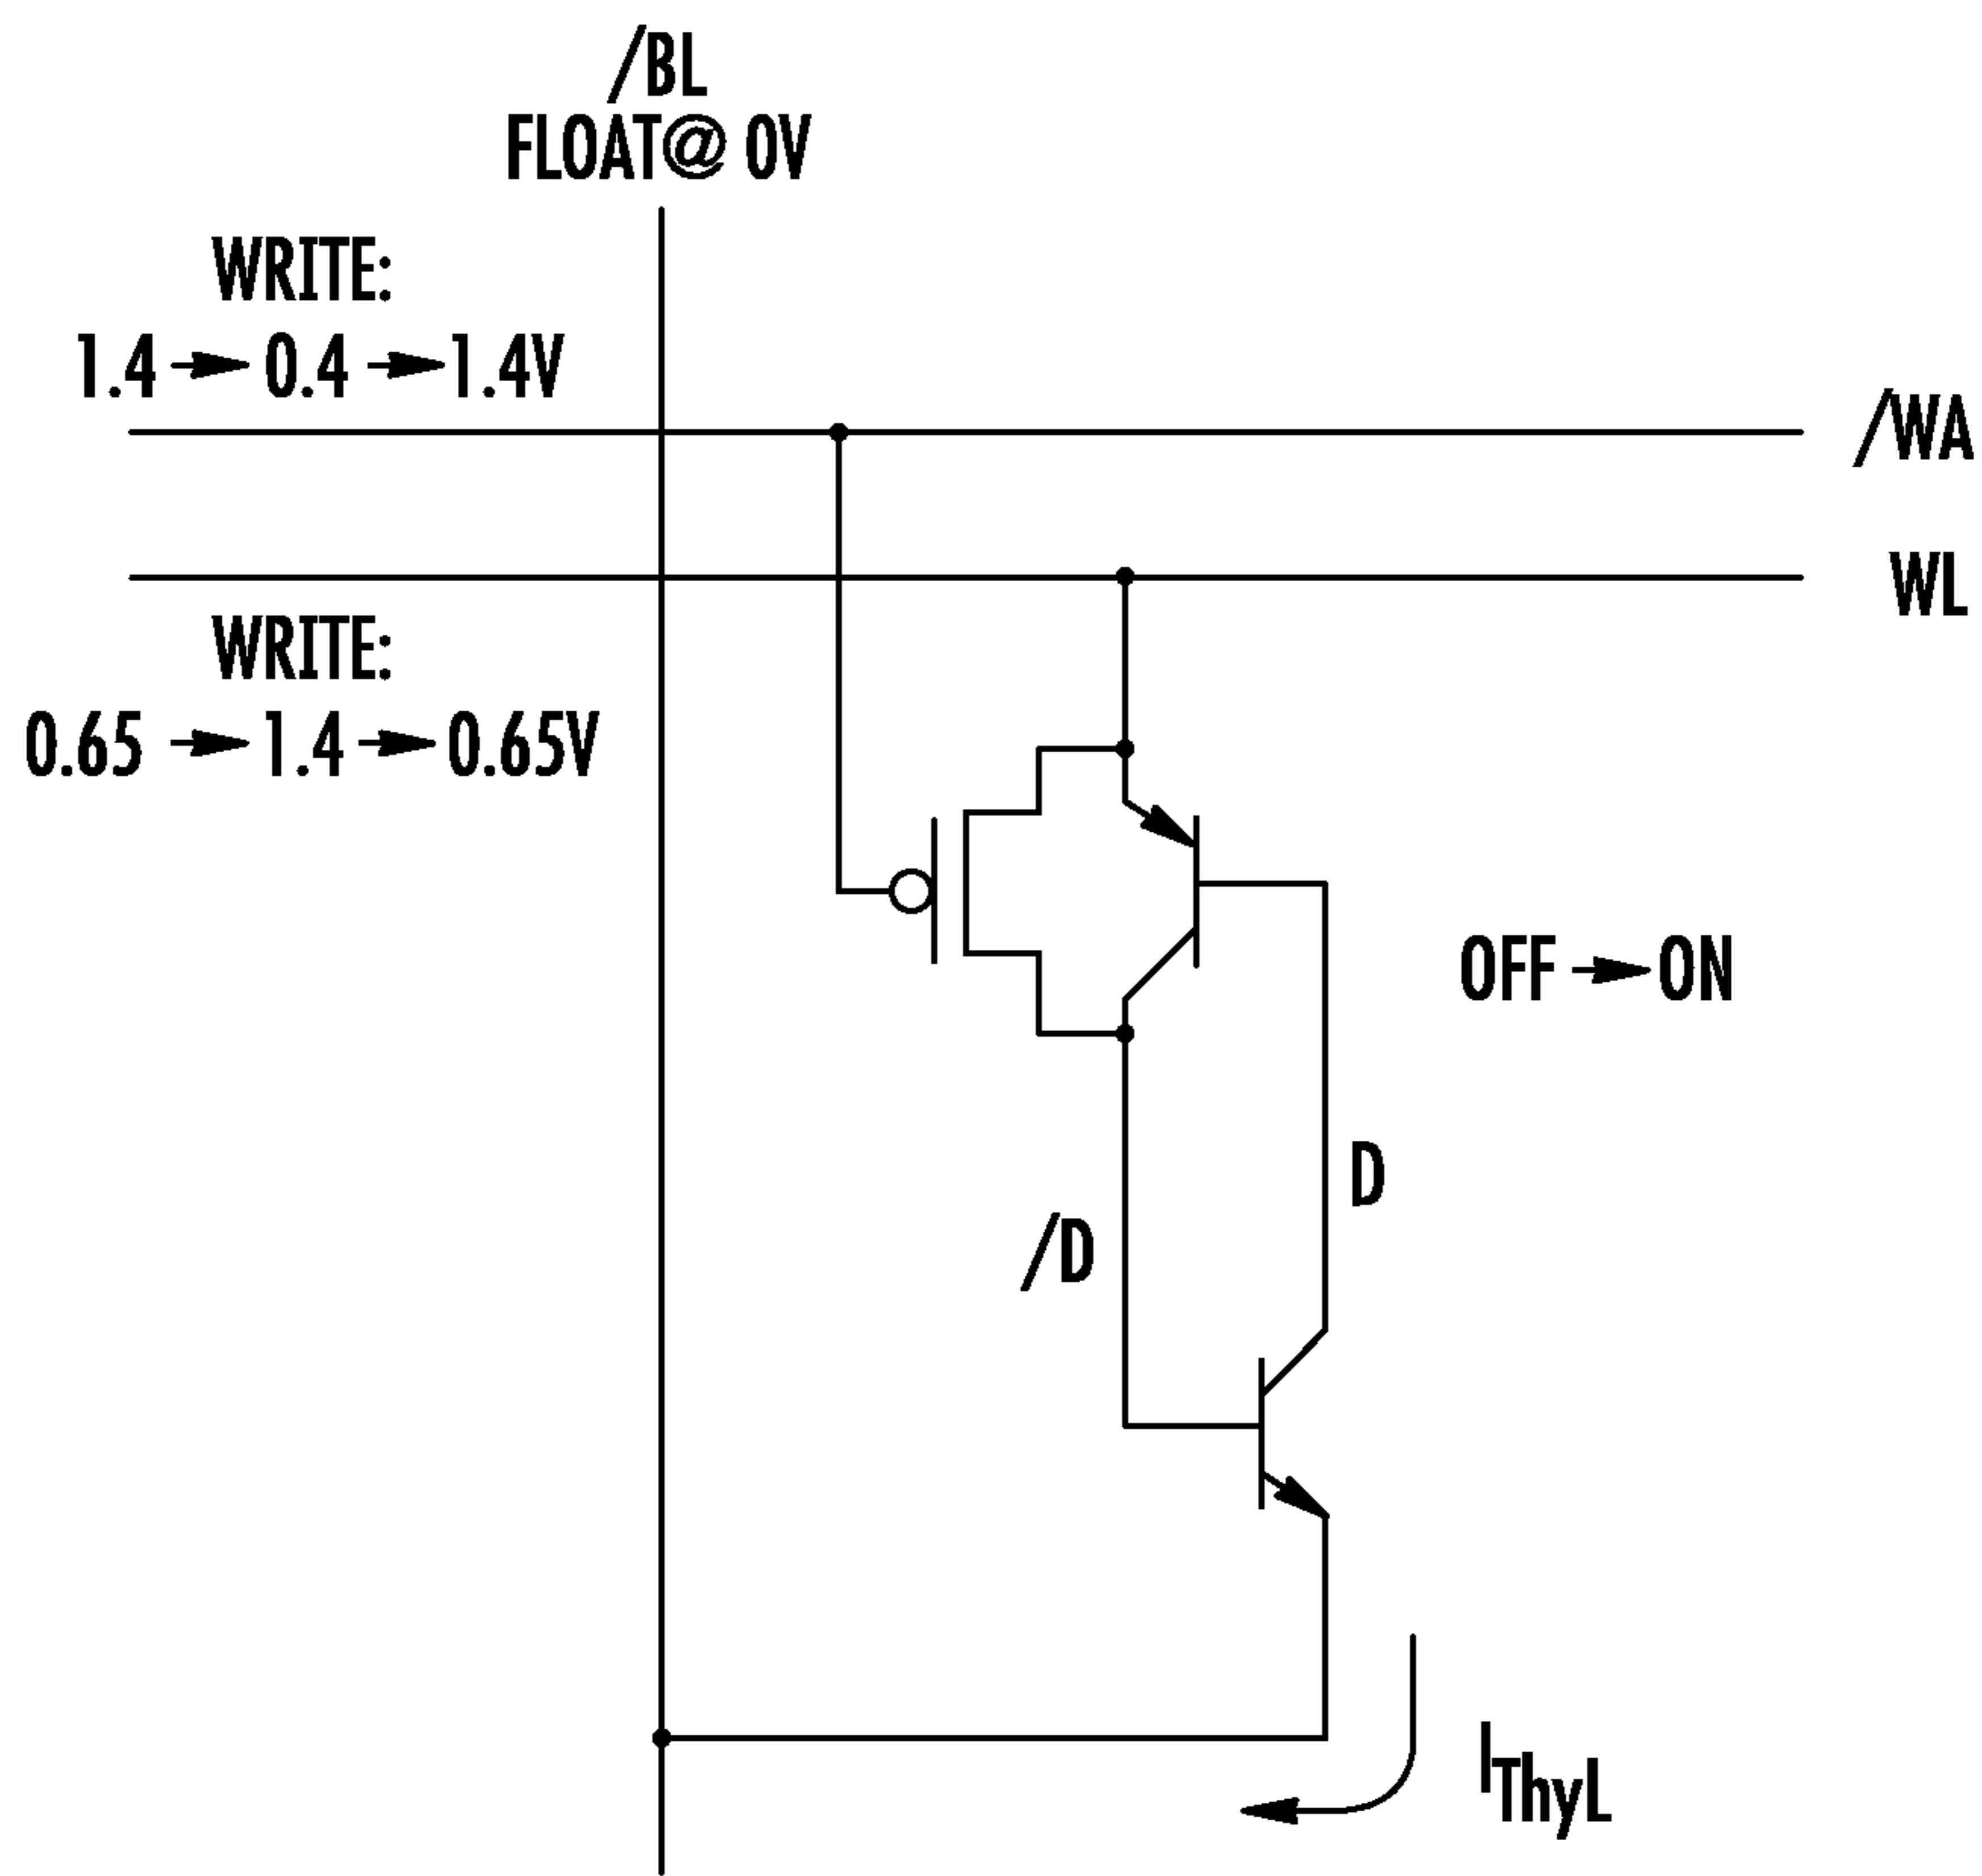 /BL
FLOAT@ 0V
WRITE:
1.4 → 0.4 → 1.4V
/WA
WL
WRITE:
0.65 → 1.4 → 0.65V
OFF → ON
D
/D
IThyL